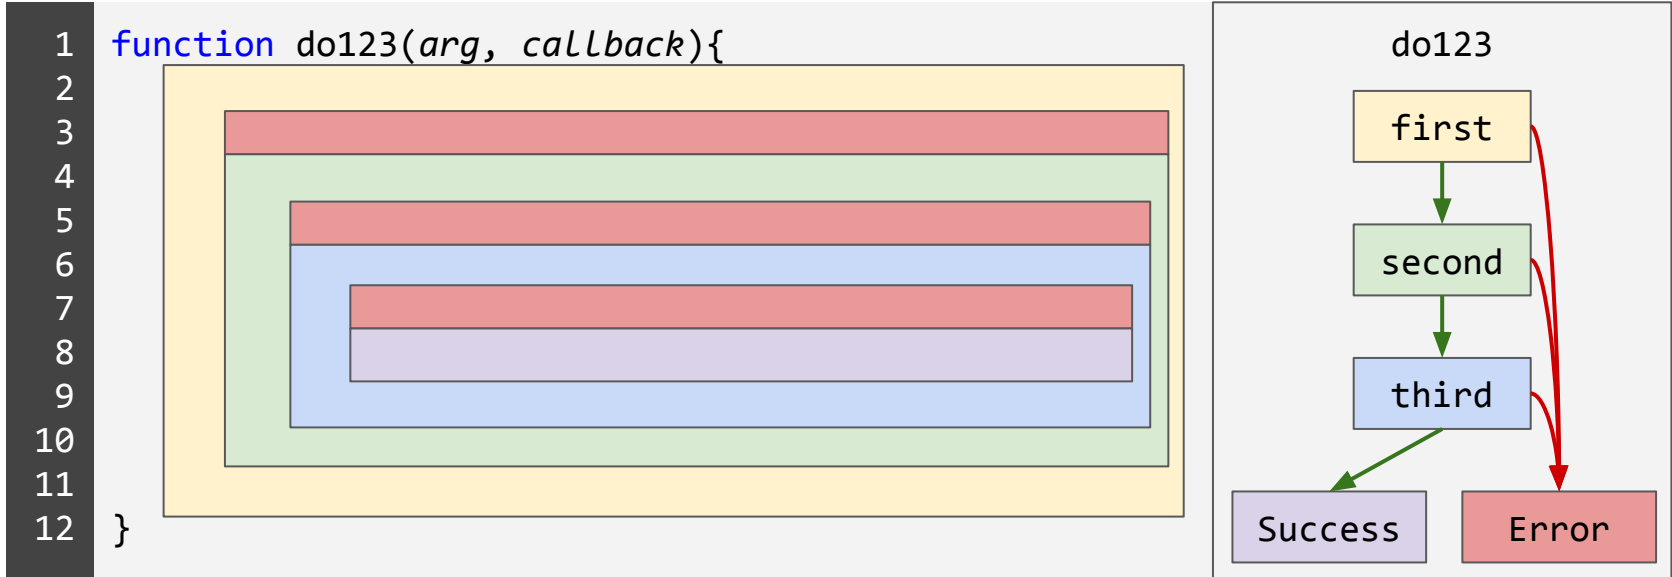 1 function do123(arg, callback){
2
3
4
5
6
7
8
9
10
11
12 }
do123
first
second
third
Success
Error